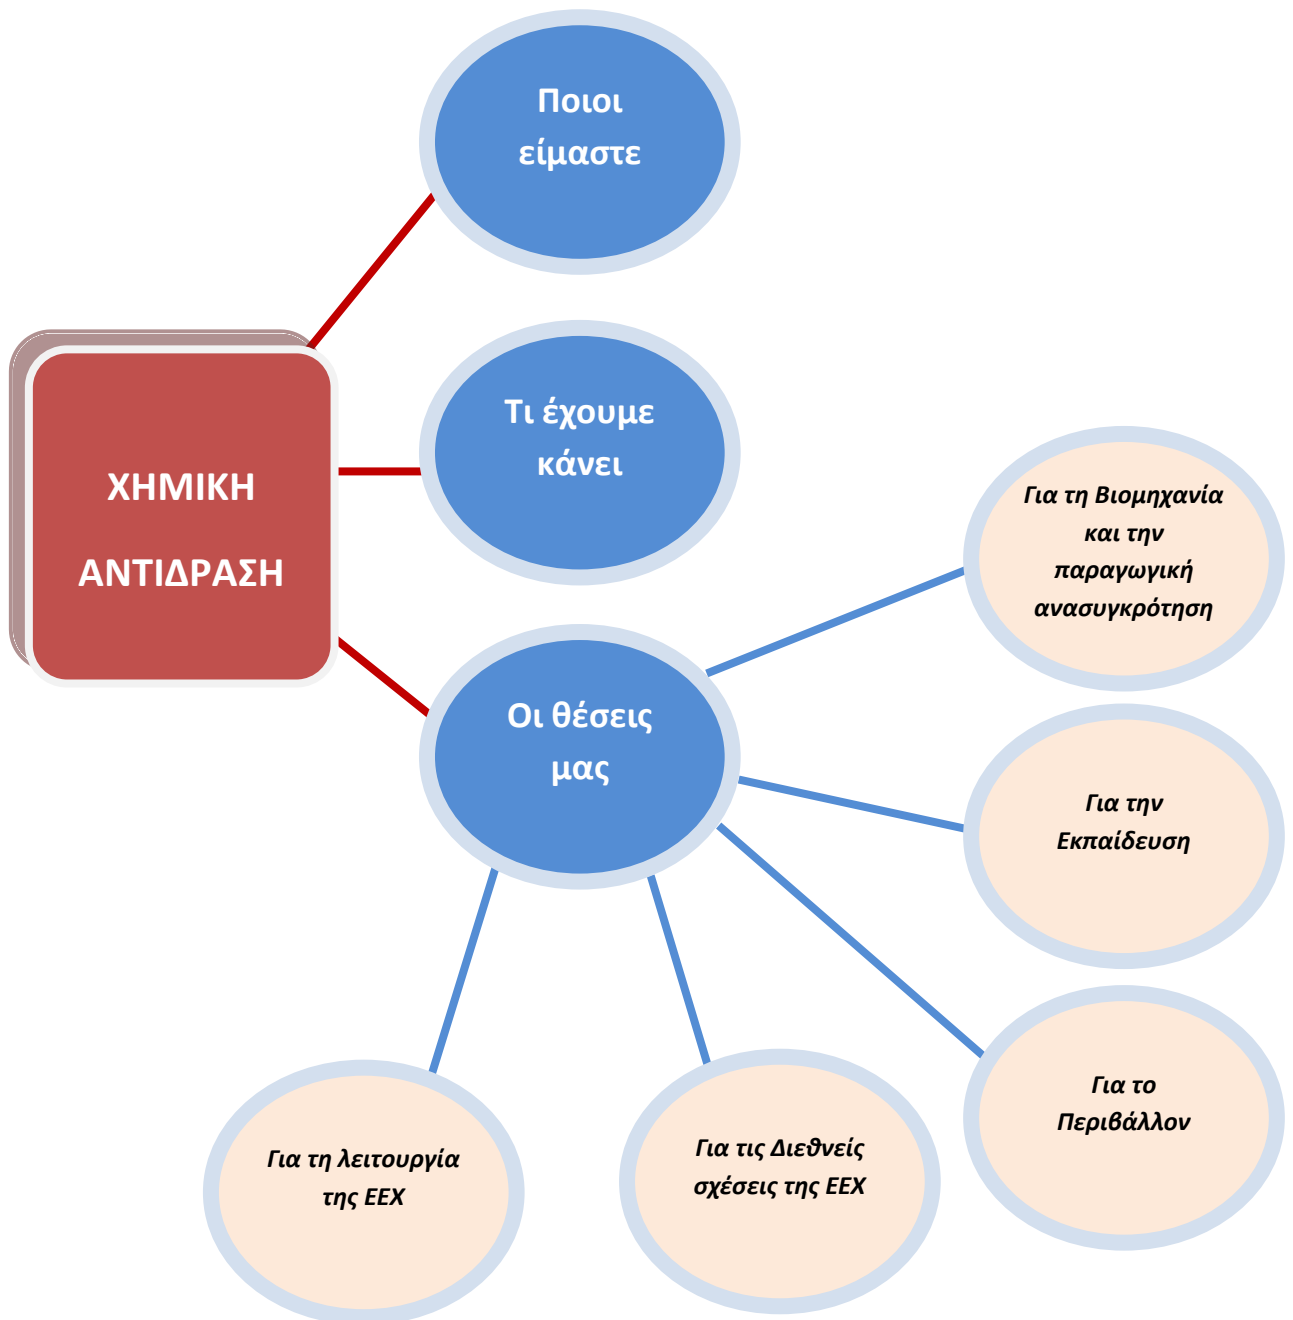 Ποιοι
είμαστε
Τι έχουμε
κάνει
ΧΗΜΙΚΗ
ΑΝΤΙΔΡΑΣΗ
Οι θέσεις
μας
Για τη Βιομηχανία
και την
παραγωγική
ανασυγκρότηση
Για την
Εκπαίδευση
Για το
Περιβάλλον
Για τις Διεθνείς
σχέσεις της ΕΕΧ
Για τη λειτουργία
της ΕΕΧ